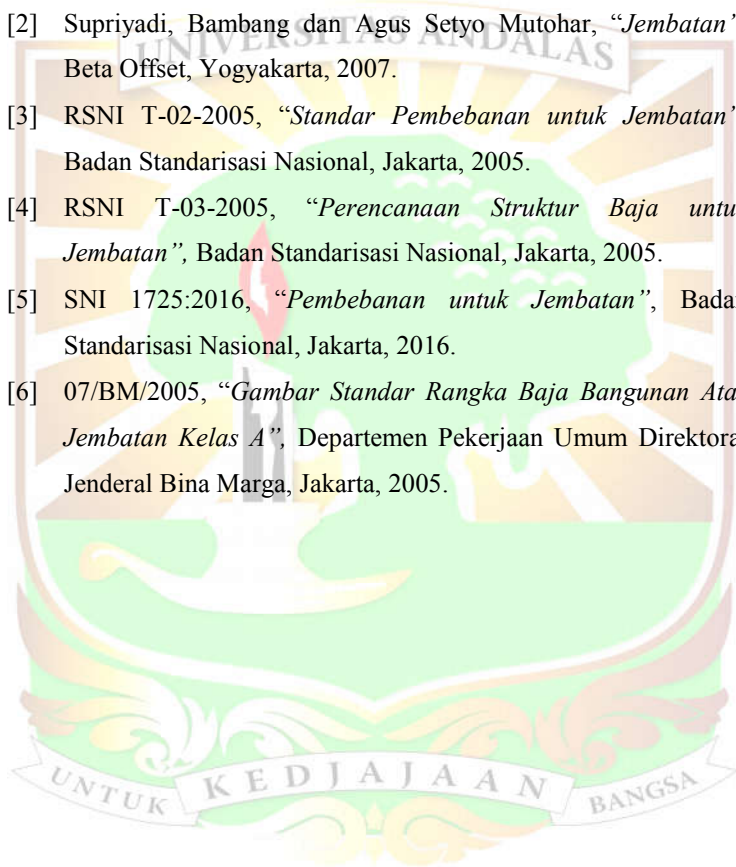 [2] Supriyadi, Bambang dan Agus Setyo Mutohar, “Jembatan”
UNIVERSITAS ANDALAS
Beta Offset, Yogyakarta, 2007.
[3] RSNI T-02-2005, “Standar Pembebanan untuk Jembatan”
Badan Standarisasi Nasional, Jakarta, 2005.
[4] RSNI T-03-2005, “Perencanaan Struktur Baja untu
Jembatan”, Badan Standarisasi Nasional, Jakarta, 2005.
[5] SNI 1725:2016, “Pembebanan untuk Jembatan”, Badan
Standarisasi Nasional, Jakarta, 2016.
[6] 07/BM/2005, “Gambar Standar Rangka Baja Bangunan Ata
Jembatan Kelas A”, Departemen Pekerjaan Umum Direktora
Jenderal Bina Marga, Jakarta, 2005.
UNTUK KEDJAJAAN BANGSA